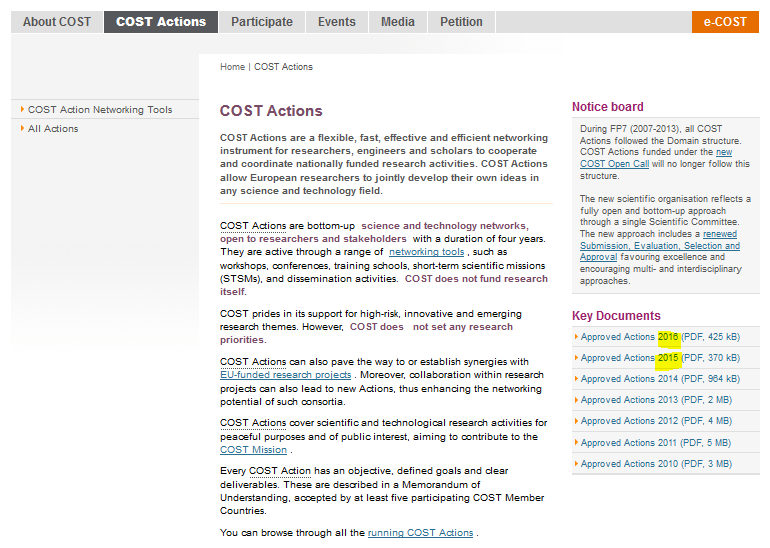 About COST
COST Actions
Participate
Events
Media
Petition
e-COST
Home | COST Actions
COST Action Networking Tools
All Actions
COST Actions
COST Actions are a flexible, fast, effective and efficient networking
instrument for researchers, engineers and scholars to cooperate
and coordinate nationally funded research activities. COST Actions
allow European researchers to jointly develop their own ideas in
any science and technology field.
COST Actions are bottom-up science and technology networks,
open to researchers and stakeholders with a duration of four years.
They are active through a range of networking tools , such as
workshops, conferences, training schools, short-term scientific missions
(STSMs), and dissemination activities. COST does not fund research
itself.
COST prides in its support for high-risk, innovative and emerging
research themes. However, COST does not set any research
priorities.
COST Actions can also pave the way to or establish synergies with
EU-funded research projects . Moreover, collaboration within research
projects can also lead to new Actions, thus enhancing the networking
potential of such consortia.
COST Actions cover scientific and technological research activities for
peaceful purposes and of public interest, aiming to contribute to the
COST Mission .
Every COST Action has an objective, defined goals and clear
deliverables. These are described in a Memorandum of
Understanding, accepted by at least five participating COST Member
Countries.
You can browse through all the running COST Actions .
Notice board
During FP7 (2007-2013), all COST
Actions followed the Domain structure.
COST Actions funded under the new
COST Open Call will no longer follow this
structure.
The new scientific organisation reflects a
fully open and bottom-up approach
through a single Scientific Committee.
The new approach includes a renewed
Submission, Evaluation, Selection and
Approval favouring excellence and
encouraging multi- and interdisciplinary
approaches.
Key Documents
Approved Actions 2016 (PDF, 425 kB)
Approved Actions 2015 (PDF, 370 kB)
Approved Actions 2014 (PDF, 964 kB)
Approved Actions 2013 (PDF, 2 MB)
Approved Actions 2012 (PDF, 4 MB)
Approved Actions 2011 (PDF, 5 MB)
Approved Actions 2010 (PDF, 3 MB)